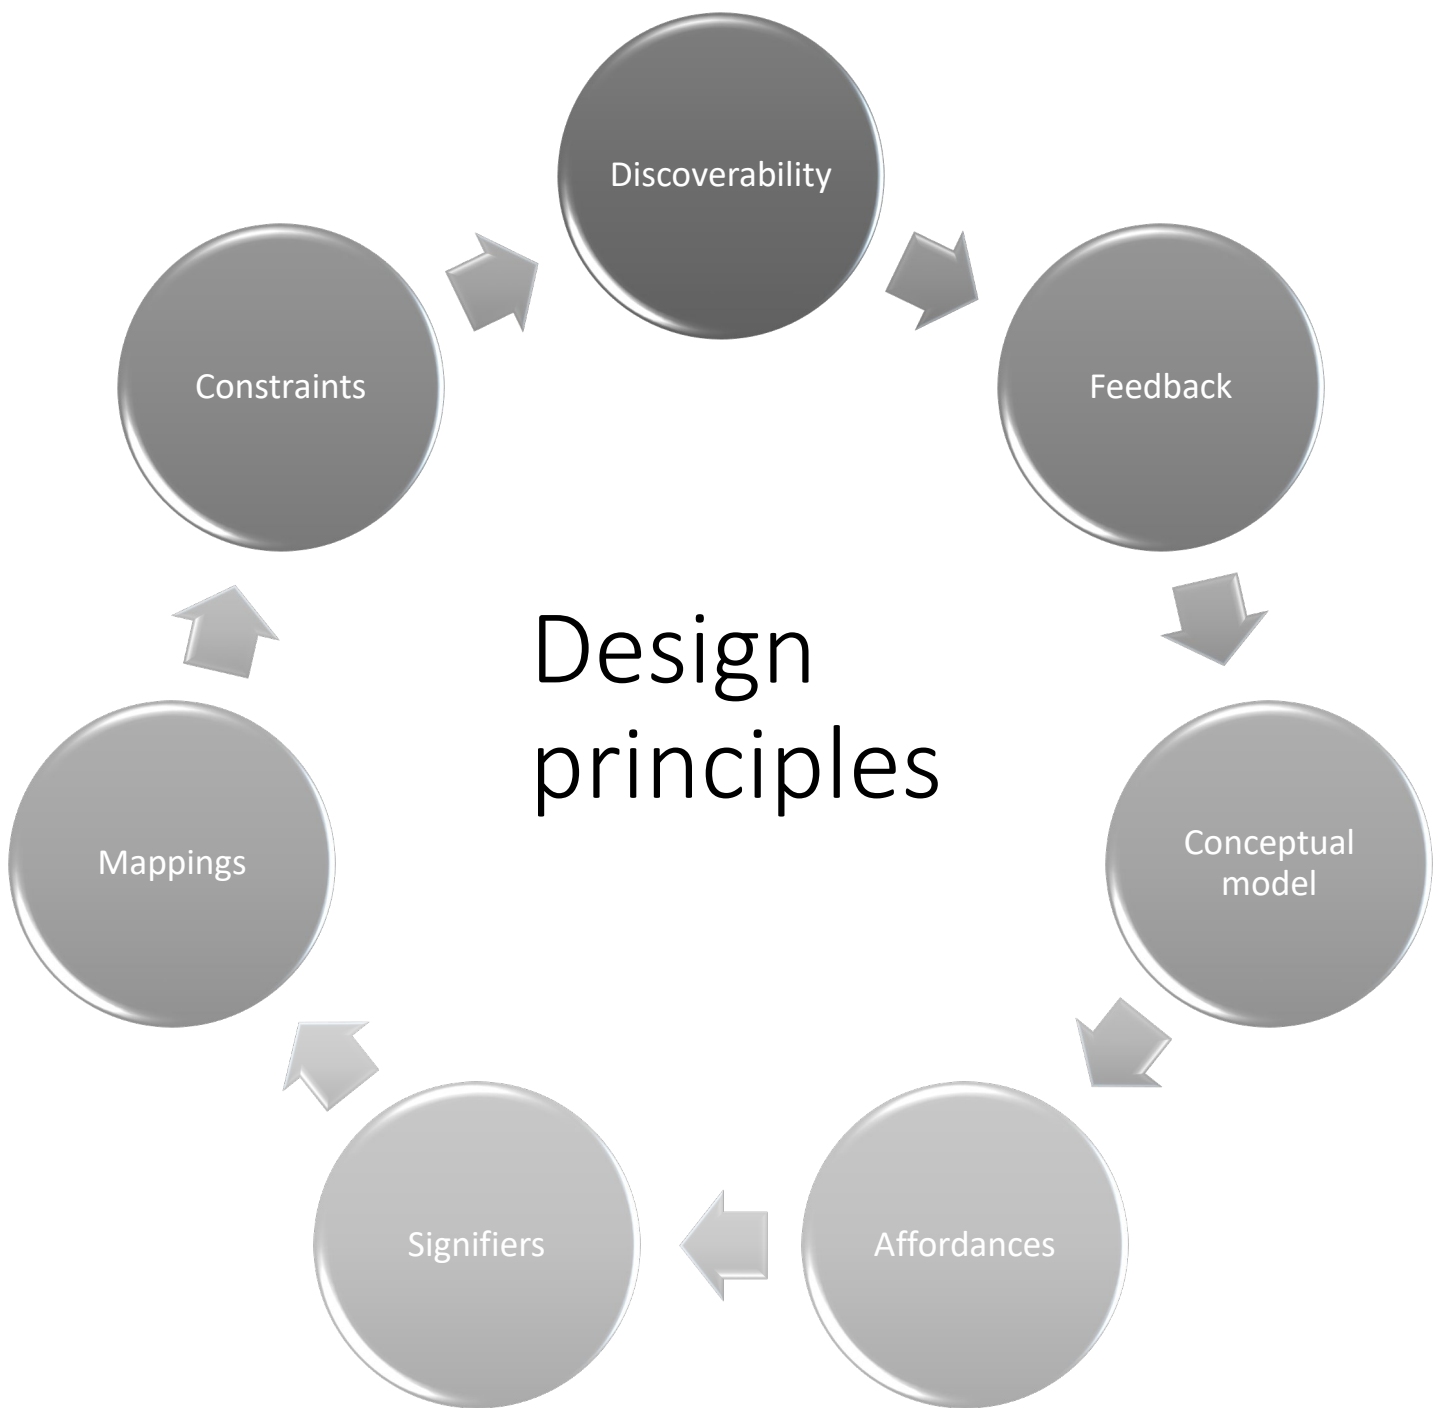 Discoverability
Feedback
Conceptual
model
Affordances
Signifiers
Mappings
Constraints
Design
principles